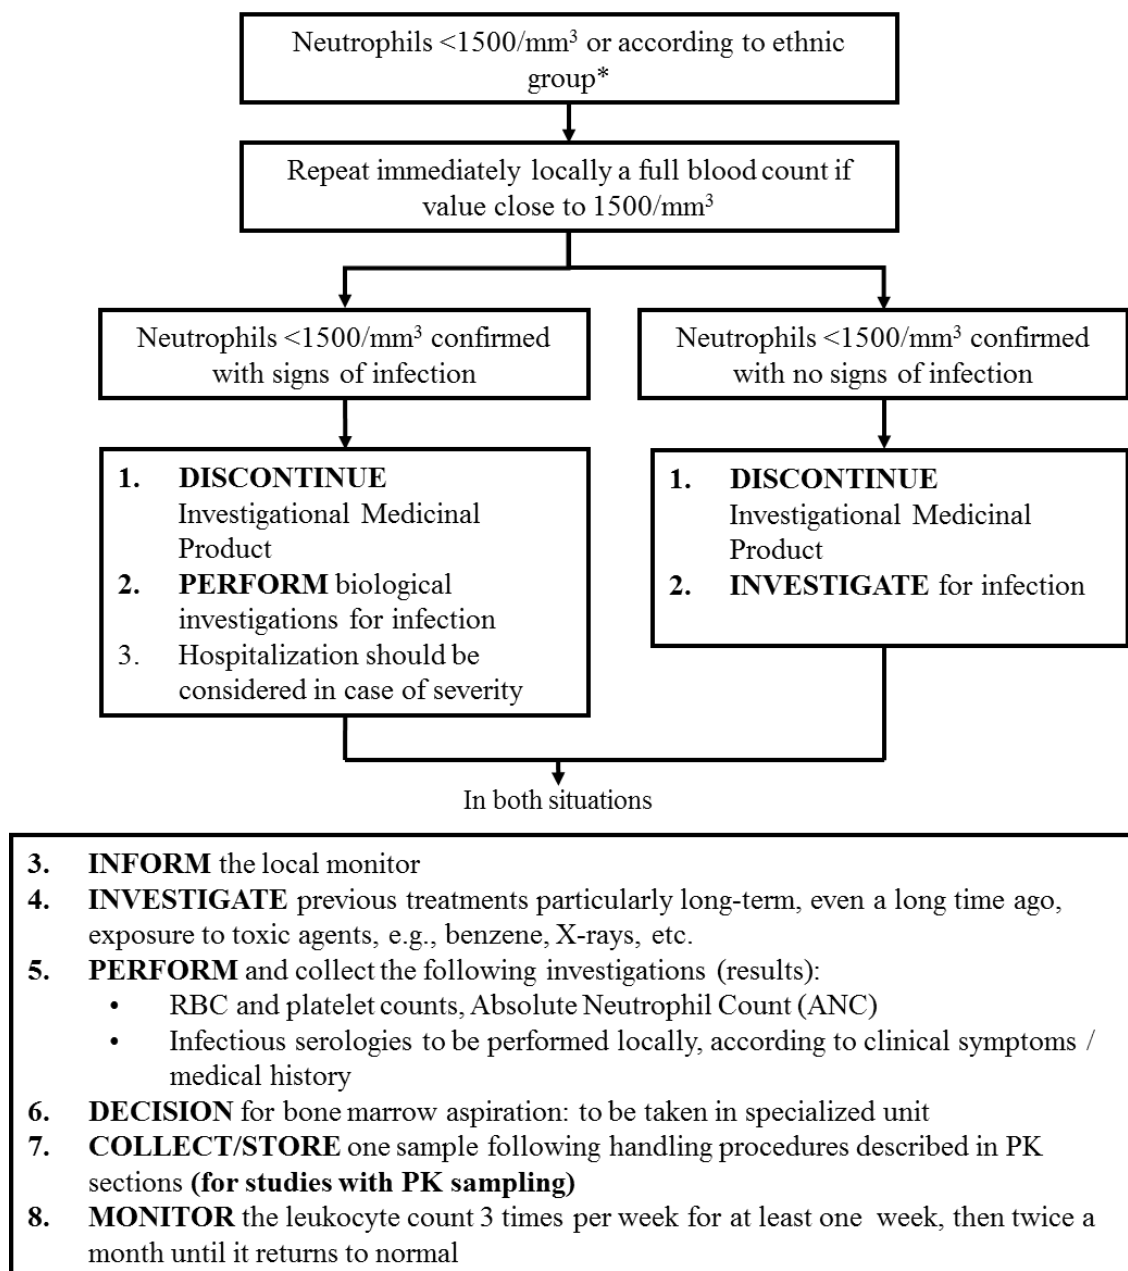 Neutrophils <1500/mm³ or according to ethnic
group*
Repeat immediately locally a full blood count if
value close to 1500/mm³
Neutrophils <1500/mm³ confirmed
with signs of infection
Neutrophils <1500/mm³ confirmed
with no signs of infection
1. DISCONTINUE
Investigational Medicinal
Product
2. PERFORM biological
investigations for infection
3. Hospitalization should be
considered in case of severity
1. DISCONTINUE
Investigational Medicinal
Product
2. INVESTIGATE for infection
In both situations
3. INFORM the local monitor
4. INVESTIGATE previous treatments particularly long-term, even a long time ago,
exposure to toxic agents, e.g., benzene, X-rays, etc.
5. PERFORM and collect the following investigations (results):
• RBC and platelet counts, Absolute Neutrophil Count (ANC)
• Infectious serologies to be performed locally, according to clinical symptoms /
medical history
6. DECISION for bone marrow aspiration: to be taken in specialized unit
7. COLLECT/STORE one sample following handling procedures described in PK
sections (for studies with PK sampling)
8. MONITOR the leukocyte count 3 times per week for at least one week, then twice a
month until it returns to normal